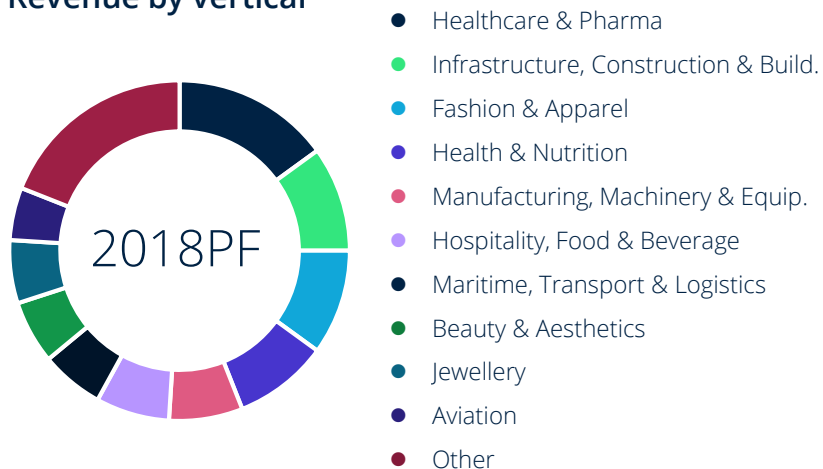 Revenue by Vertical
2018PF
Healthcare & Pharma
Infrastructure, Construction & Build.
Fashion & Apparel
Health & Nutrition
Manufacturing, Machinery & Equip.
Hospitality, Food & Beverage
Maritime, Transport & Logistics
Beauty & Aesthetics
Jewellery
Aviation
Other